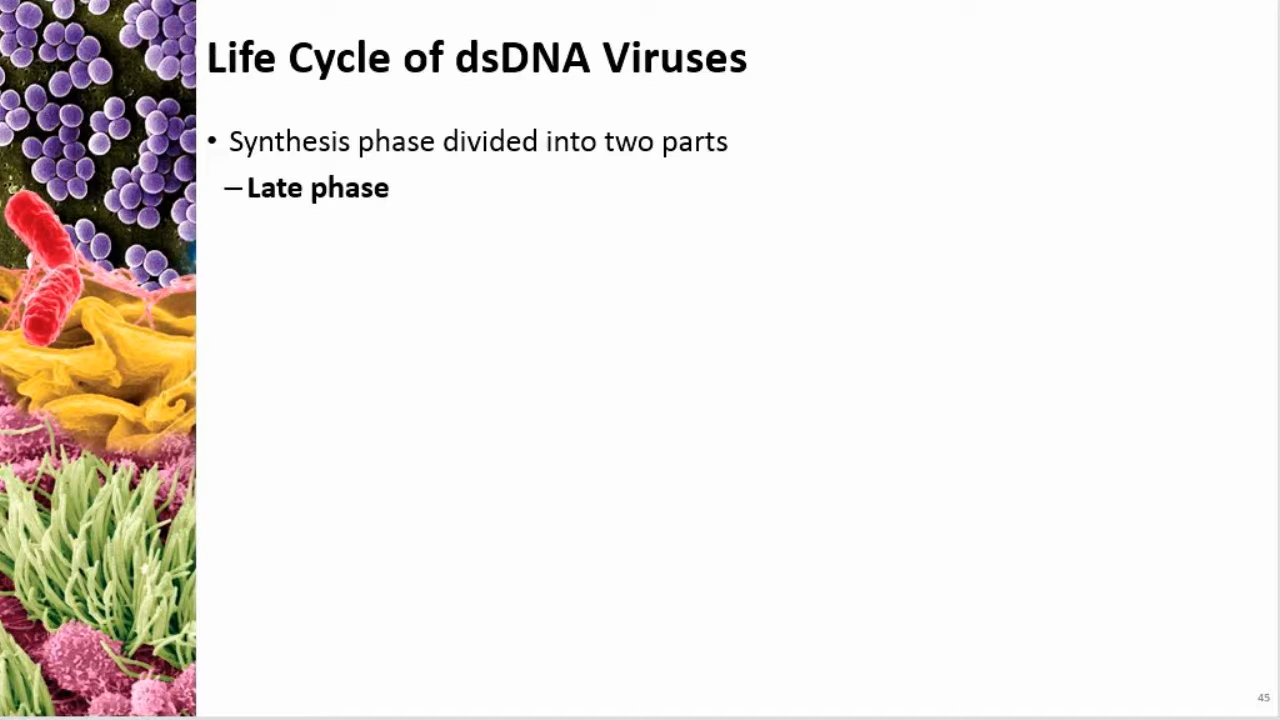 Life Cycle of dsDNA Viruses
• Synthesis phase divided into two parts
– Late phase
45